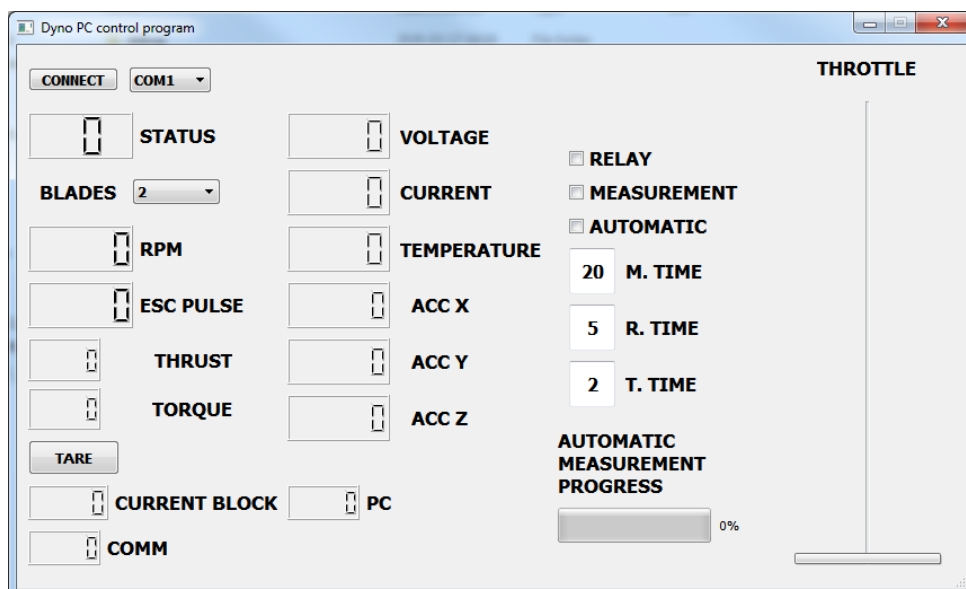 Dyno PC control program
CONNECT COM1
THROTTLE
0 STATUS
0 VOLTAGE
RELAY
BLADES 2
0 CURRENT
MEASUREMENT
AUTOMATIC
0 RPM
0 TEMPERATURE
20 M. TIME
0 ESC PULSE
0 ACC X
5 R. TIME
0 THRUST
0 ACC Y
2 T. TIME
0 TORQUE
0 ACC Z
AUTOMATIC
MEASUREMENT
PROGRESS
TARE
0 CURRENT BLOCK
0 PC
0%
0 COMM